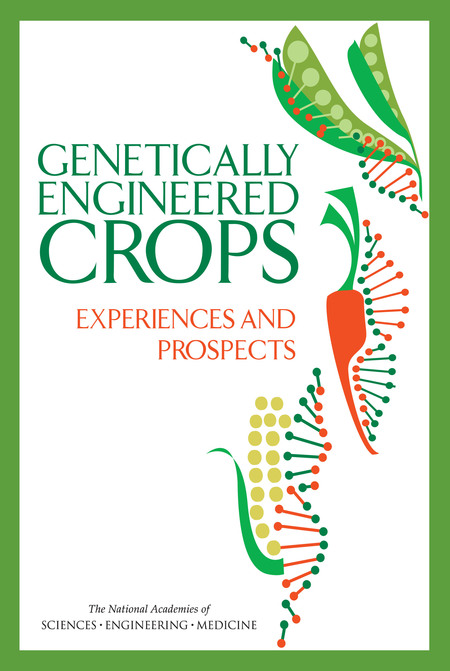 GENETICALLY
ENGINEERED
CROPS
EXPERIENCES AND
PROSPECTS
The National Academies of
SCIENCES • ENGINEERING • MEDICINE